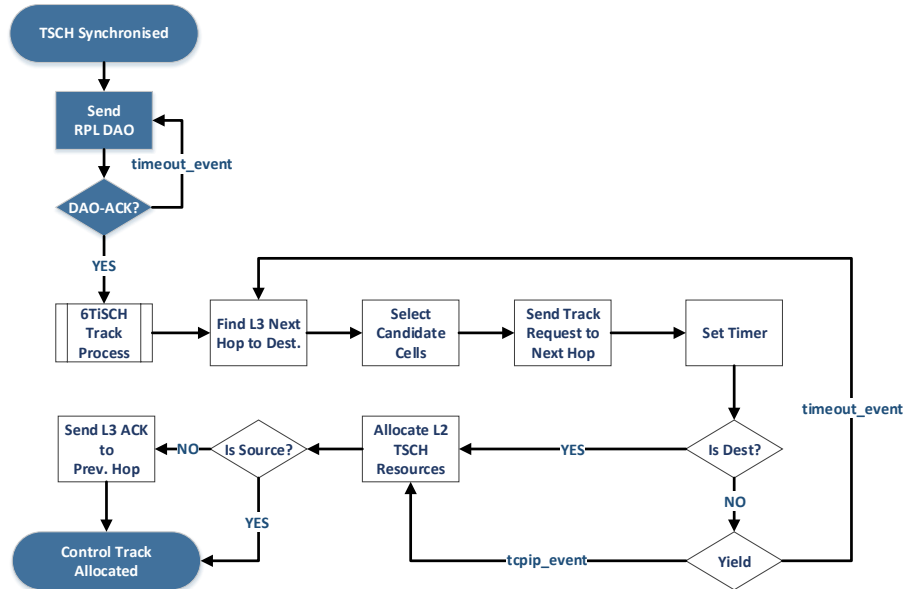 TSCH Synchronised
Send
RPL DAO
timeout_event
DAO-ACK?
YES
6TiSCH
Track
Process
Find L3 Next
Hop to Dest.
Select
Candidate
Cells
Send Track
Request to
Next Hop
Set Timer
timeout_event
Send L3 ACK
to
Prev. Hop
NO
Is Source?
Allocate L2
TSCH
Resources
YES
Is Dest?
NO
YES
Control Track
Allocated
tcpip_event
Yield